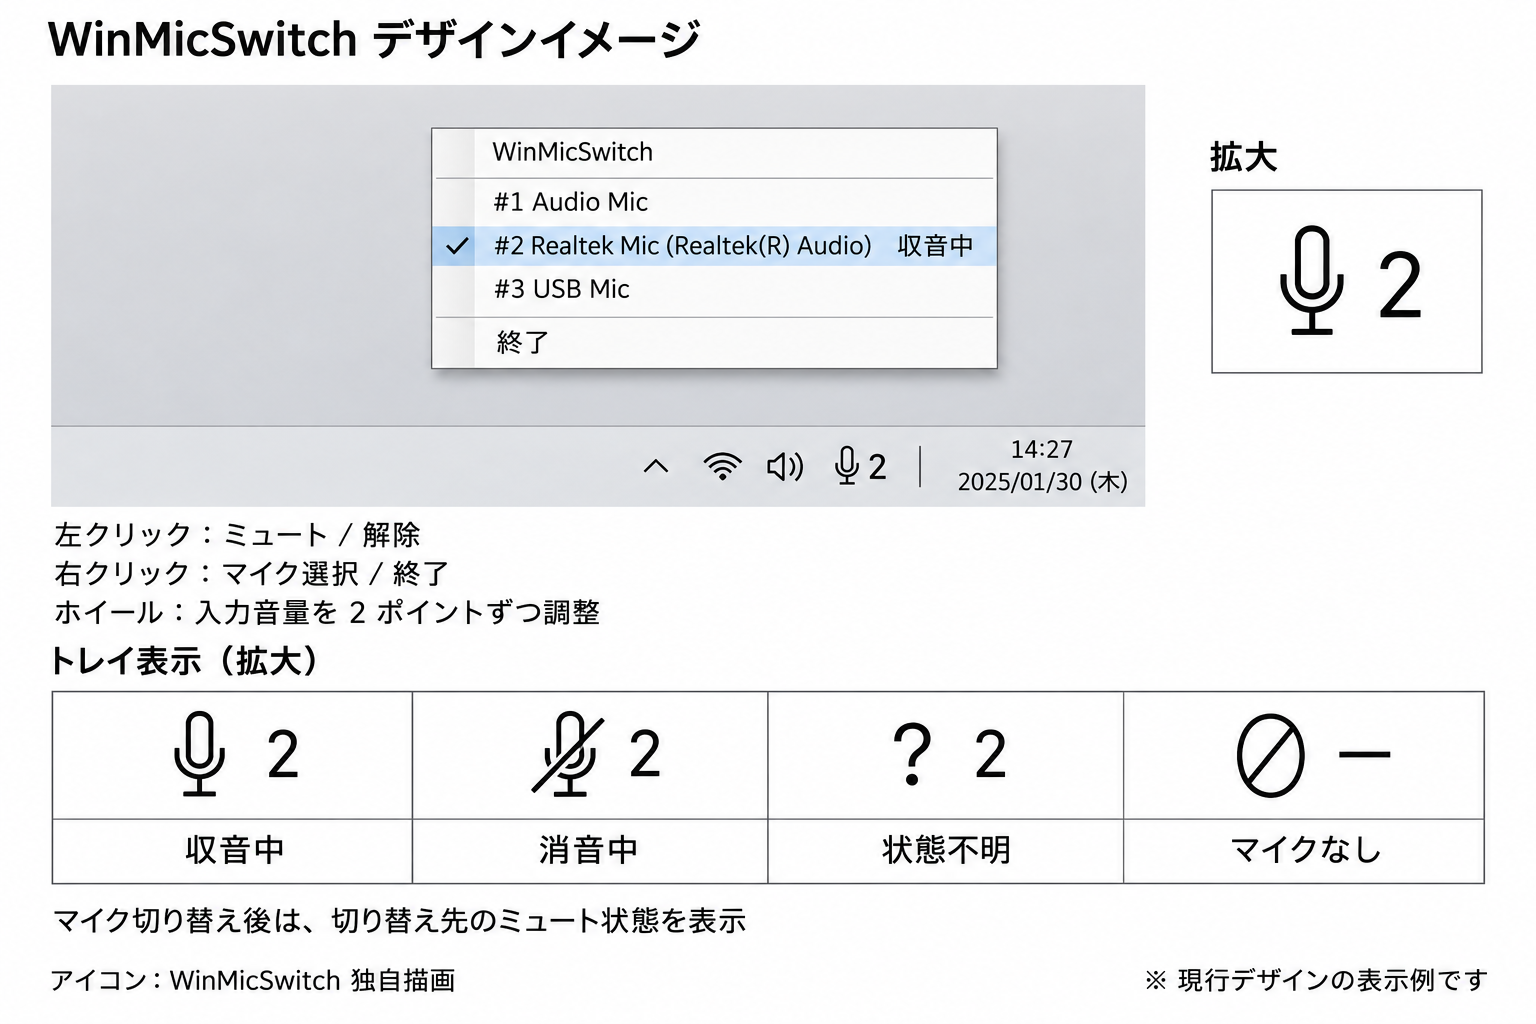 WinMicSwitch デザインイメージ
WinMicSwitch
#1 Audio Mic
#2 Realtek Mic (Realtek(R) Audio) 収音中
#3 USB Mic
終了
2
14:27
2025/01/30 (木)
拡大
2
左クリック：ミュート / 解除
右クリック：マイク選択 / 終了
ホイール：入力音量を 2 ポイントずつ調整
トレイ表示（拡大）
2
2
? 2
—
収音中
消音中
状態不明
マイクなし
マイク切り替え後は、切り替え先のミュート状態を表示
アイコン：WinMicSwitch 独自描画
※ 現行デザインの表示例です